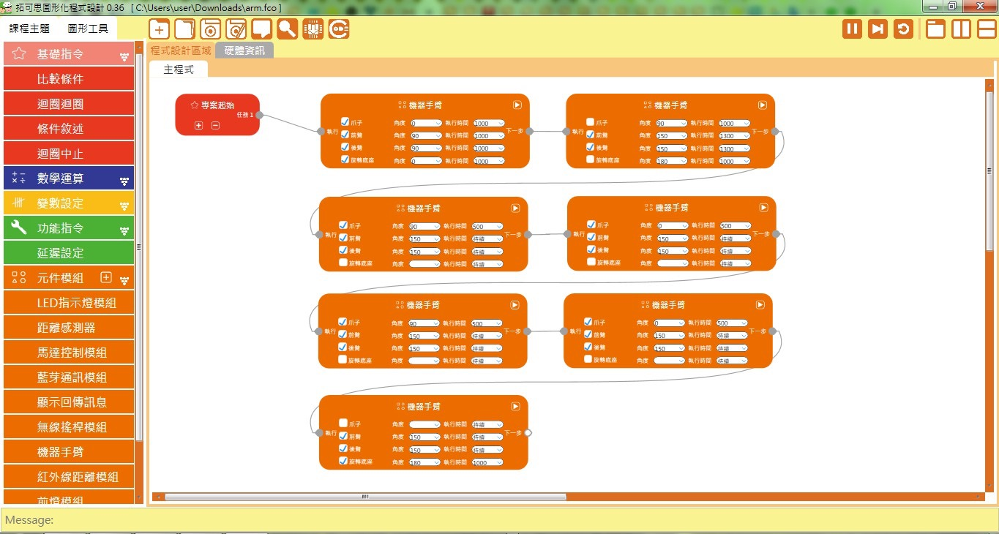 拓可思圖形化程式設計 0.36 [ C:\Users\user\Downloads\arm.fco ]
課程主題 圖形工具
基礎指令
比較條件
迴圈迴圈
條件敘述
迴圈中止
數學運算
變數設定
功能指令
延遲設定
元件模組
LED指示燈模組
距離感測器
馬達控制模組
藍芽通訊模組
顯示回傳訊息
無線搖桿模組
機器手臂
紅外線距離模組
前燈模組
程式設計區域 硬體資訊
主程式
專案起始
任務 1
機器手臂
執行
爪子 角度 0 執行時間 1000
前臂 角度 90 執行時間 1000
後臂 角度 90 執行時間 1000
旋轉底座 角度 0 執行時間 1000
下一步
機器手臂
執行
爪子 角度 90 執行時間 1000
前臂 角度 150 執行時間 1300
後臂 角度 150 執行時間 1300
旋轉底座 角度 180 執行時間 1000
下一步
機器手臂
執行
爪子 角度 90 執行時間 500
前臂 角度 150 執行時間 持續
後臂 角度 150 執行時間 持續
旋轉底座 角度 執行時間 持續
下一步
機器手臂
執行
爪子 角度 0 執行時間 500
前臂 角度 150 執行時間 持續
後臂 角度 150 執行時間 持續
旋轉底座 角度 執行時間 持續
下一步
機器手臂
執行
爪子 角度 90 執行時間 500
前臂 角度 150 執行時間 持續
後臂 角度 150 執行時間 持續
旋轉底座 角度 執行時間 持續
下一步
機器手臂
執行
爪子 角度 0 執行時間 500
前臂 角度 150 執行時間 持續
後臂 角度 150 執行時間 持續
旋轉底座 角度 執行時間 持續
下一步
機器手臂
執行
爪子 角度 執行時間 持續
前臂 角度 150 執行時間 持續
後臂 角度 150 執行時間 持續
旋轉底座 角度 180 執行時間 1000
下一步
Message: